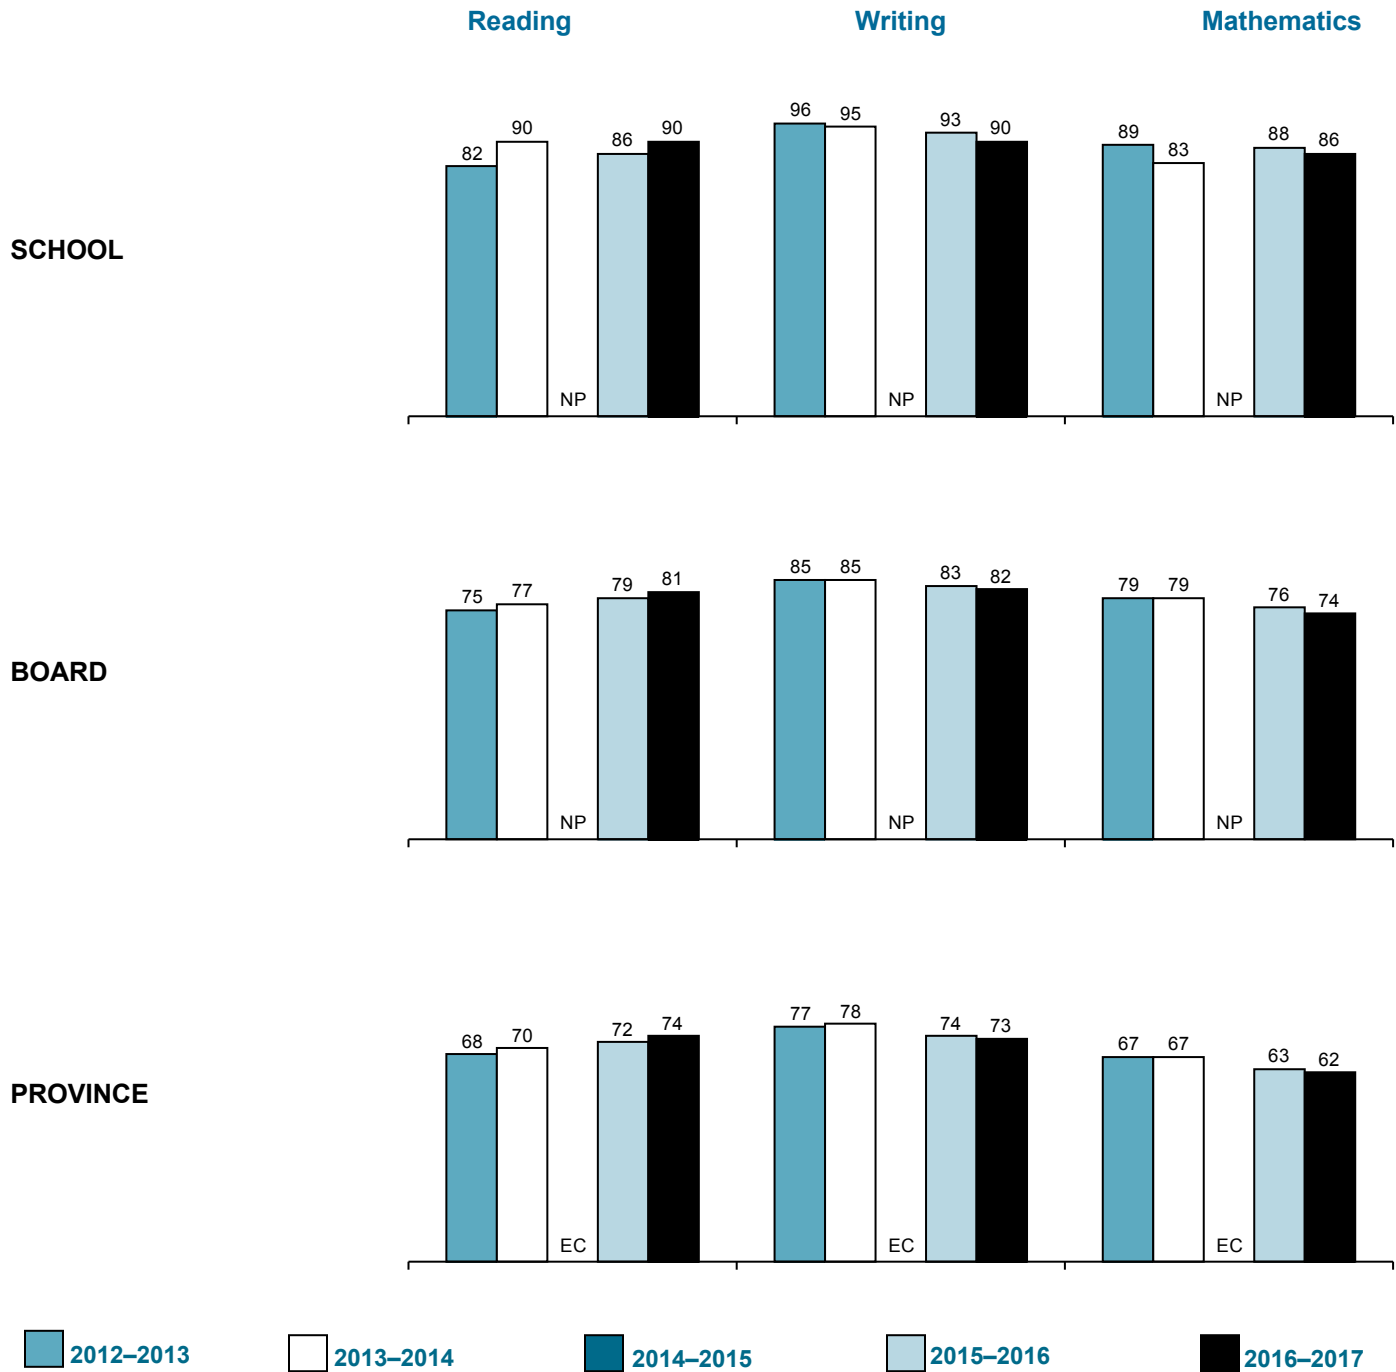 Reading Writing Mathematics
SCHOOL
82 90 NP 86 90 96 95 NP 93 90 89 83 NP 88 86
BOARD
75 77 NP 79 81 85 85 NP 83 82 79 79 NP 76 74
PROVINCE
68 70 EC 72 74 77 78 EC 74 73 67 67 EC 63 62
2012–2013 2013–2014 2014–2015 2015–2016 2016–2017